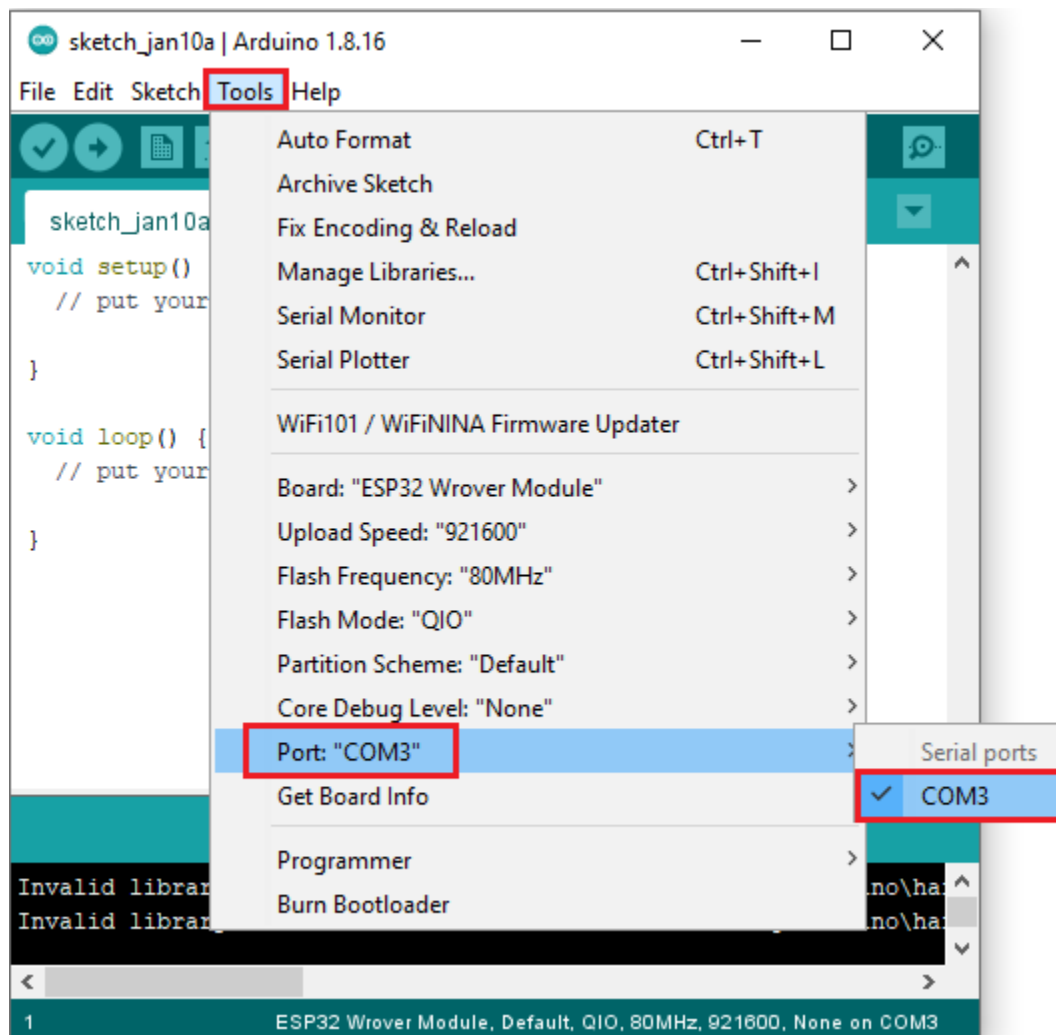 sketch_jan10a | Arduino 1.8.16
File Edit Sketch Tools Help
Auto Format Ctrl+T
Archive Sketch
sketch_jan10a
Fix Encoding & Reload
void setup()
Manage Libraries... Ctrl+Shift+I
// put your
Serial Monitor Ctrl+Shift+M
Serial Plotter Ctrl+Shift+L
}
WiFi101 / WiFiNINA Firmware Updater
void loop() {
// put your
Board: "ESP32 Wrover Module"
Upload Speed: "921600"
}
Flash Frequency: "80MHz"
Flash Mode: "QIO"
Partition Scheme: "Default"
Core Debug Level: "None"
Port: "COM3"
Serial ports
Get Board Info
COM3
Programmer
Invalid librar
Burn Bootloader
Invalid librar
1 ESP32 Wrover Module, Default, QIO, 80MHz, 921600, None on COM3